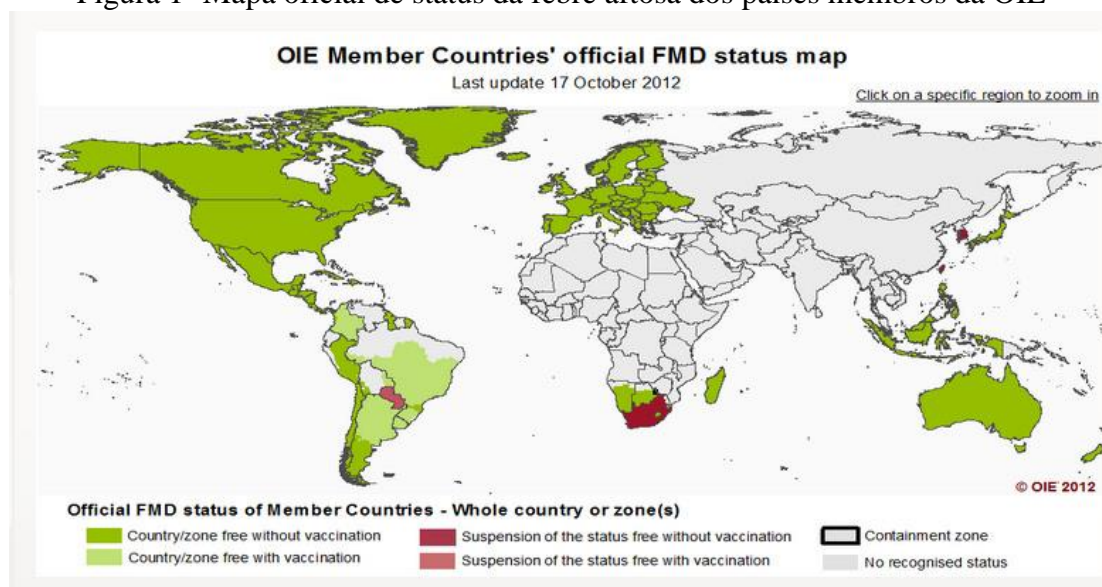 Figura 1- Mapa oficial de status da febre aftosa dos países membros da OIE
OIE Member Countries' official FMD status map
Last update 17 October 2012
Click on a specific region to zoom in
© OIE 2012
Official FMD status of Member Countries - Whole country or zone(s)
Country/zone free without vaccination
Suspension of the status free without vaccination
Containment zone
Country/zone free with vaccination
Suspension of the status free with vaccination
No recognised status